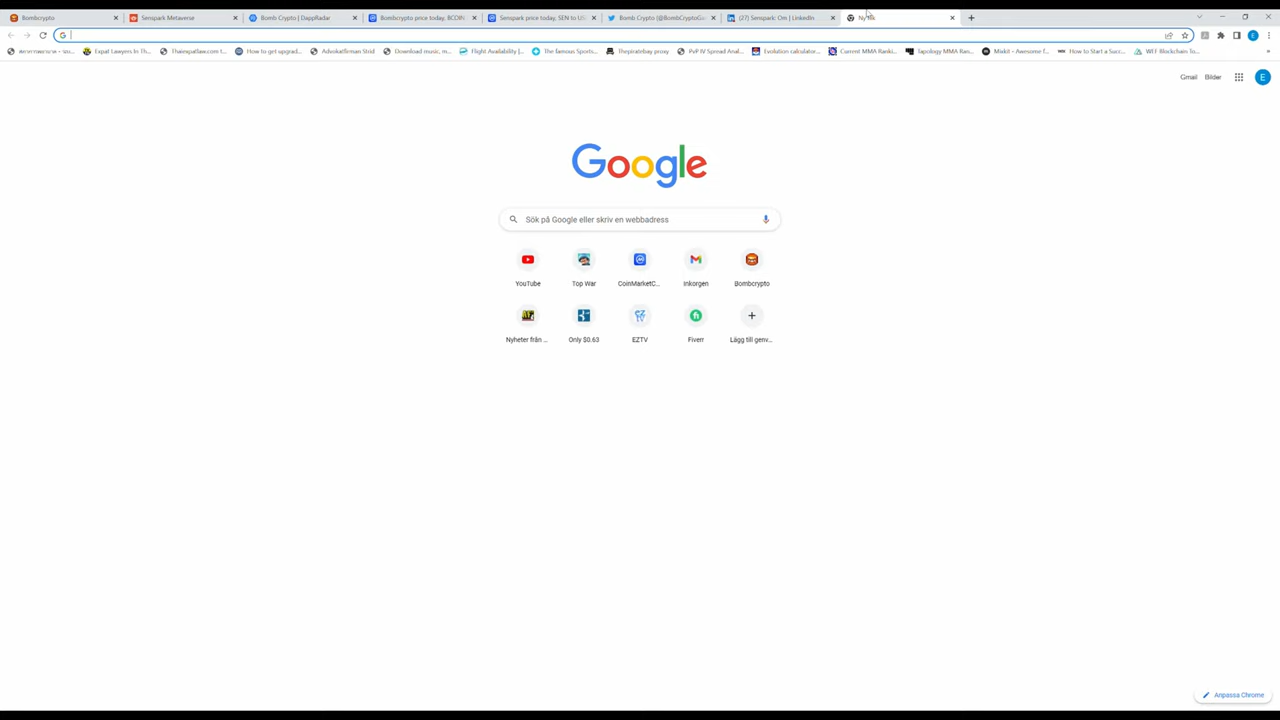 Bombcrypto
Senspark Metaverse
Bomb Crypto | DappRadar
Bombcrypto price today, BCOIN
Senspark price today, SEN to US
Bomb Crypto (@BombCryptoGa
(27) Senspark: Om | LinkedIn
Ny flik
Expat Lawyers In Th...
Thaiexpatlaw.com t...
How to get upgrad...
Advokatfirman Strid
Download music, m...
Flight Availability |...
The famous Sports...
Thepiratebay proxy
PvP IV Spread Anal...
Evolution calculator...
Current MMA Ranki...
Tapology MMA Ran...
Mixkit - Awesome f...
How to Start a Succ...
WEF Blockchain To...
Gmail
Bilder
E
Google
Sök på Google eller skriv en webbadress
YouTube
Top War
CoinMarketC...
Inkorgen
Bombcrypto
Nyheter från ...
Only $0.63
EZTV
Fiverr
Lägg till genv...
Anpassa Chrome